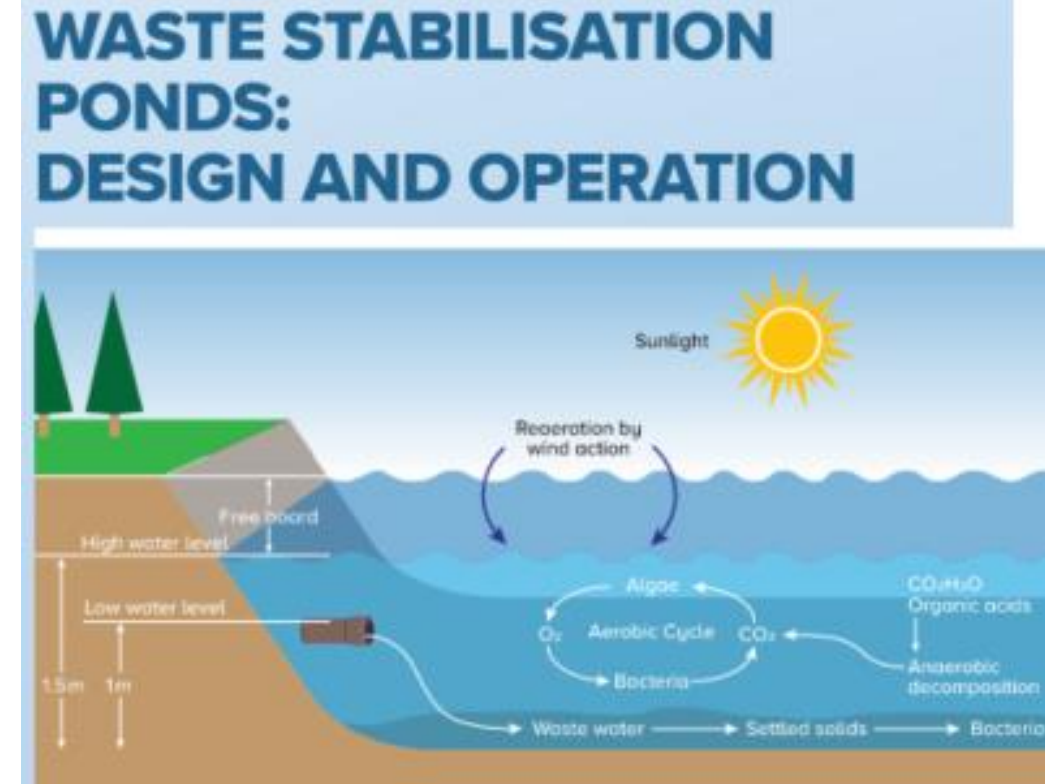 WASTE STABILISATION
PONDS:
DESIGN AND OPERATION
Sunlight
Reaeration by
wind action
Free board
High water level
Low water level
1.5m
1m
Algae
O₂
Aerobic Cycle
CO₂
Bacteria
CO₂H₂O
Organic acids
Anaerobic
decomposition
Waste water
Settled solids
Bacteria